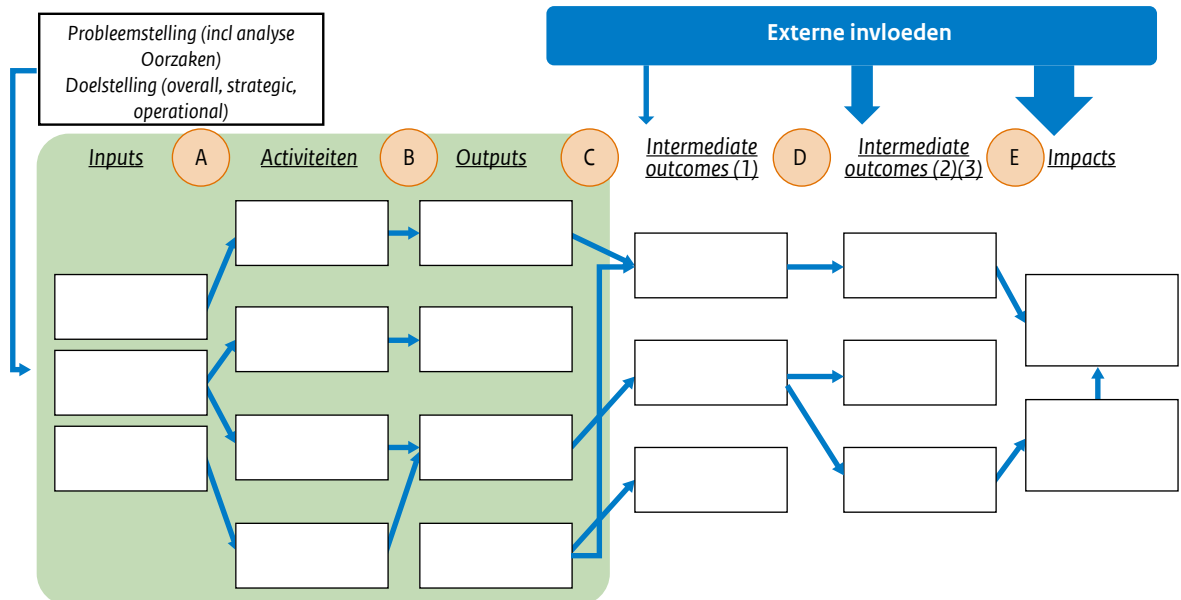 Probleemstelling (incl analyse
Oorzaken)
Doelstelling (overall, strategic,
operational)
Externe invloeden
Inputs
A
Activiteiten
B
Outputs
C
Intermediate
outcomes (1)
D
Intermediate
outcomes (2)(3)
E
Impacts